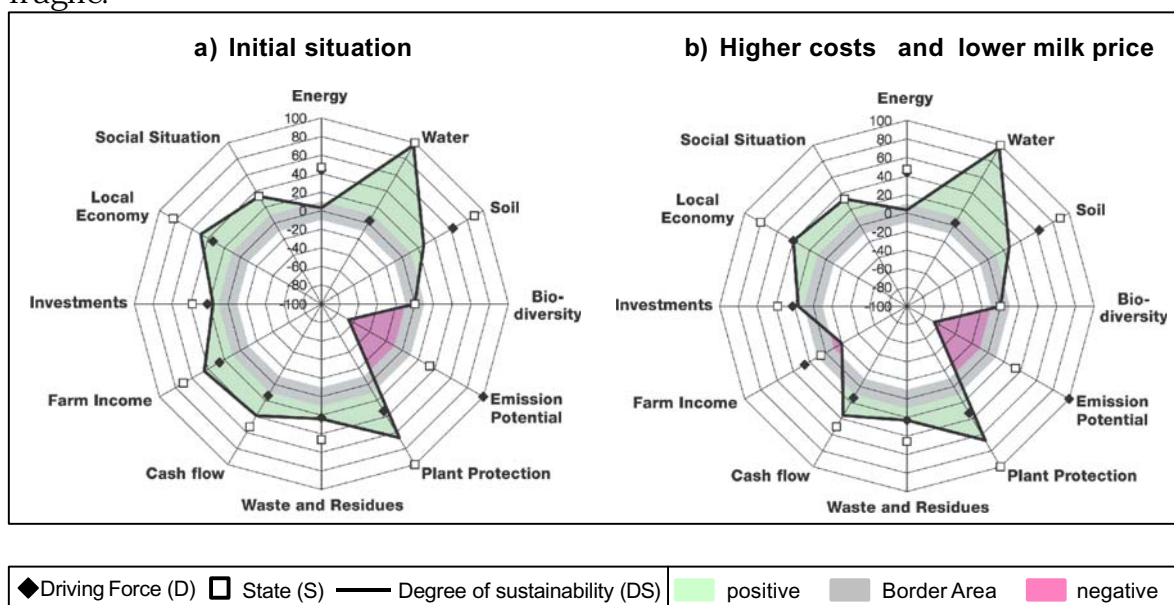 fragile.
a) Initial situation
b) Higher costs and lower milk price
Energy
Social Situation
Water
Local
Economy
Soil
Investments
Bio-
diversity
Farm Income
Emission
Potential
Cash flow
Plant Protection
Waste and Residues
100
80
60
40
20
0
-20
-40
-60
-80
-100
Energy
Social Situation
Water
Local
Economy
Soil
Investments
Bio-
diversity
Farm Income
Emission
Potential
Cash flow
Plant Protection
Waste and Residues
100
80
60
40
20
0
-20
-40
-60
-80
-100
Driving Force (D) State (S) Degree of sustainability (DS) positive Border Area negative